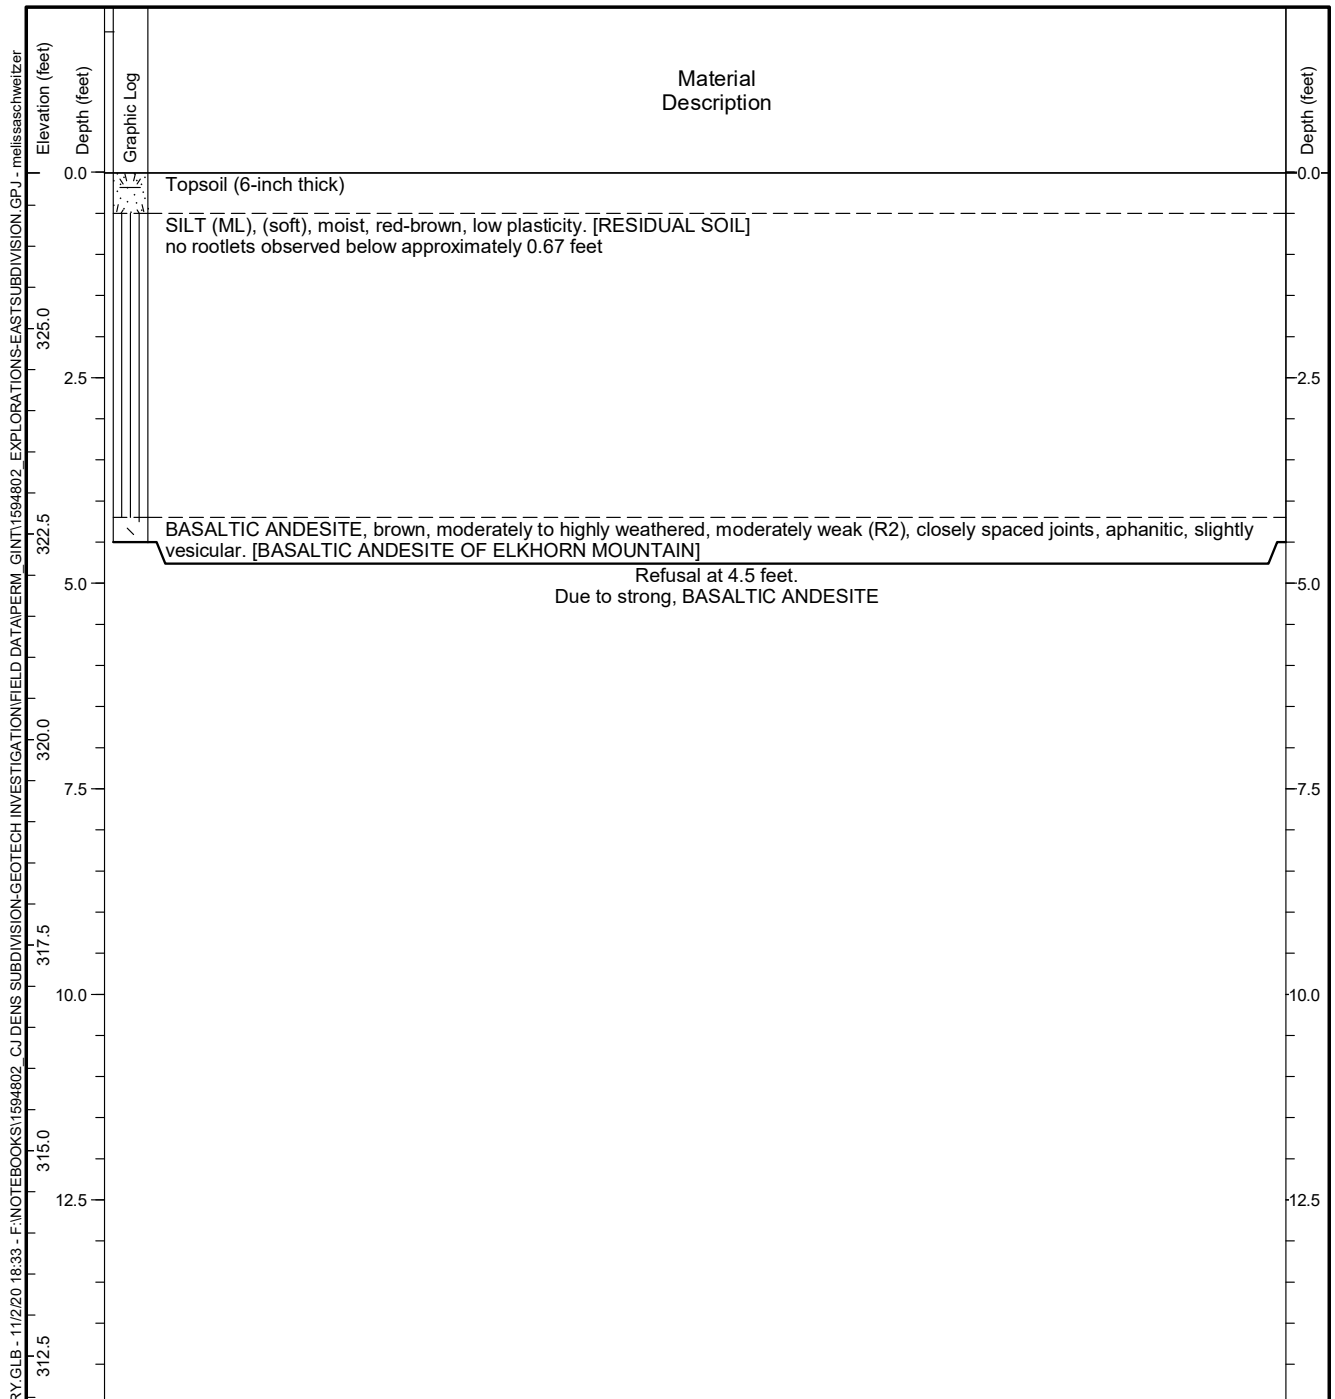 RY.GLB - 11/2/20 18:33 - F:\NOTEBOOKS\1594802_CJ DENS SUBDIVISION-GEOTECH INVESTIGATION\FIELD DATA\PERM_GINT\1594802_EXPLORATIONS-EASTSUBDIVISION.GPJ - melissaschweitzer
Elevation (feet)
Depth (feet)
Graphic Log
Material
Description
Depth (feet)
0.0
0.0
Topsoil (6-inch thick)
SILT (ML), (soft), moist, red-brown, low plasticity. [RESIDUAL SOIL]
no rootlets observed below approximately 0.67 feet
325.0
2.5
2.5
322.5
BASALTIC ANDESITE, brown, moderately to highly weathered, moderately weak (R2), closely spaced joints, aphanitic, slightly
vesicular. [BASALTIC ANDESITE OF ELKHORN MOUNTAIN]
Refusal at 4.5 feet.
5.0
5.0
Due to strong, BASALTIC ANDESITE
320.0
7.5
7.5
317.5
10.0
10.0
315.0
12.5
12.5
312.5